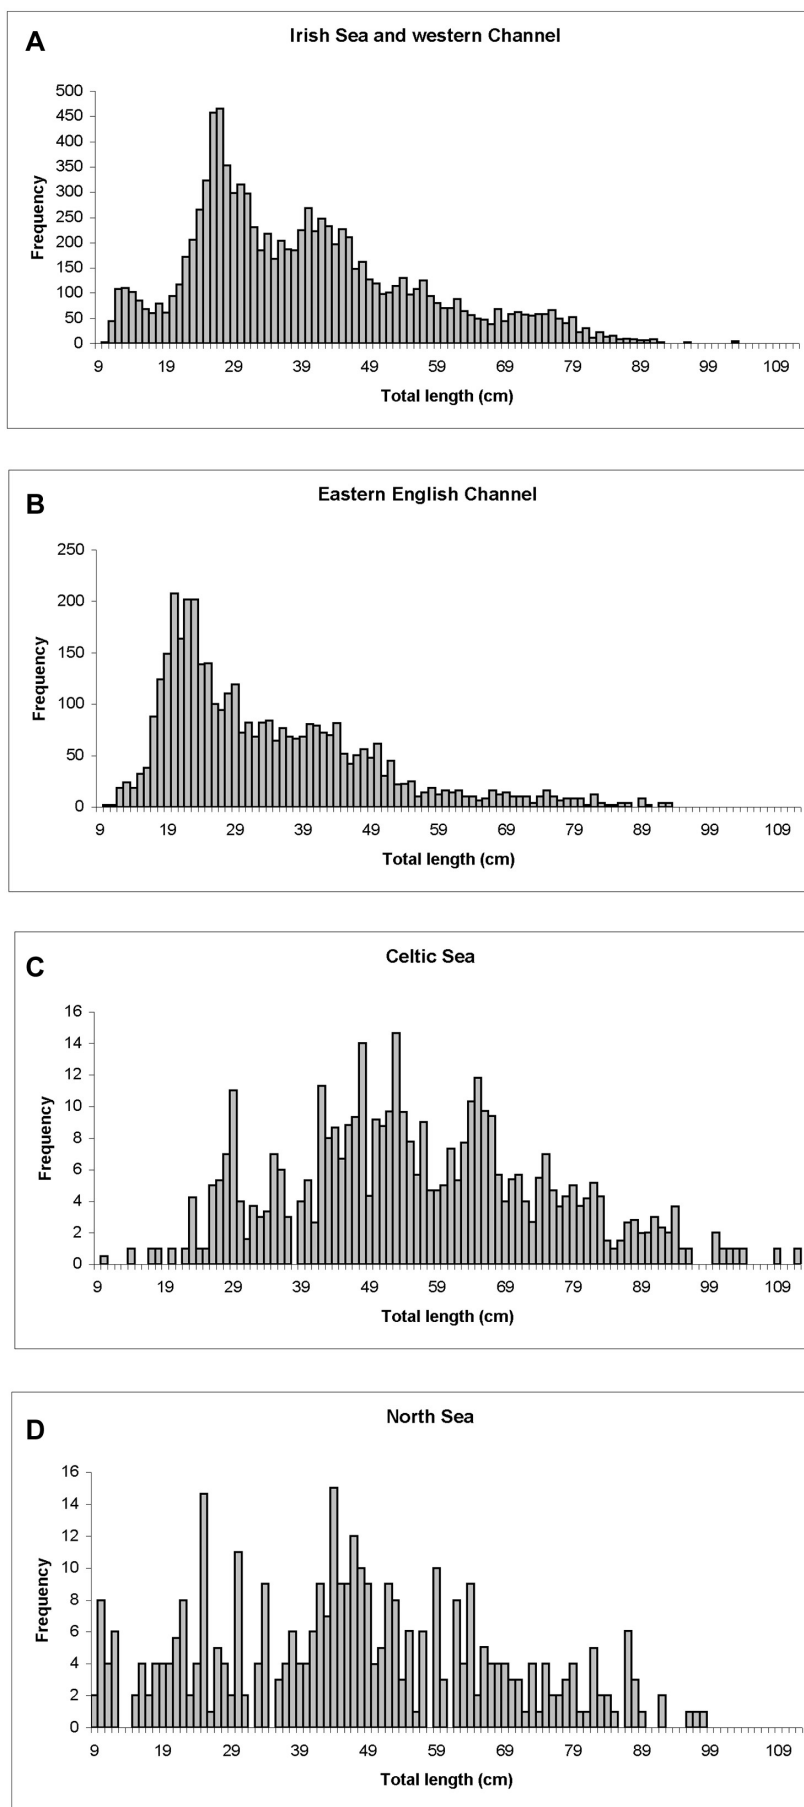 A
Irish Sea and western Channel
500
450
400
350
300
250
200
150
100
50
0
Frequency
9 19 29 39 49 59 69 79 89 99 109
Total length (cm)
B
Eastern English Channel
250
200
150
100
50
0
Frequency
9 19 29 39 49 59 69 79 89 99 109
Total length (cm)
C
Celtic Sea
16
14
12
10
8
6
4
2
0
Frequency
9 19 29 39 49 59 69 79 89 99 109
Total length (cm)
D
North Sea
16
14
12
10
8
6
4
2
0
Frequency
9 19 29 39 49 59 69 79 89 99 109
Total length (cm)